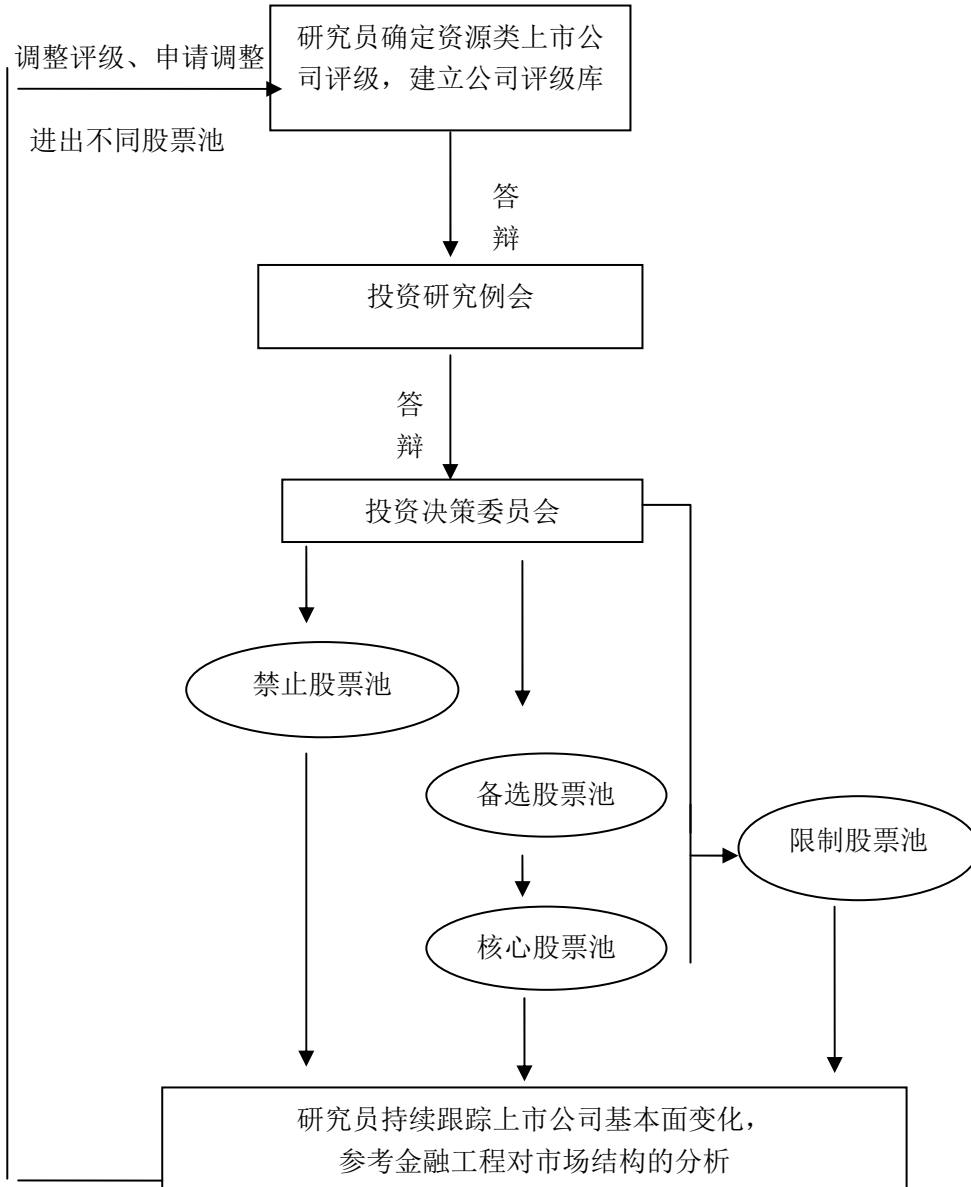 研究员确定资源类上市公
司评级，建立公司评级库
调整评级、申请调整
进出不同股票池
答
辩
投资研究例会
答
辩
投资决策委员会
禁止股票池
备选股票池
限制股票池
核心股票池
研究员持续跟踪上市公司基本面变化，
参考金融工程对市场结构的分析